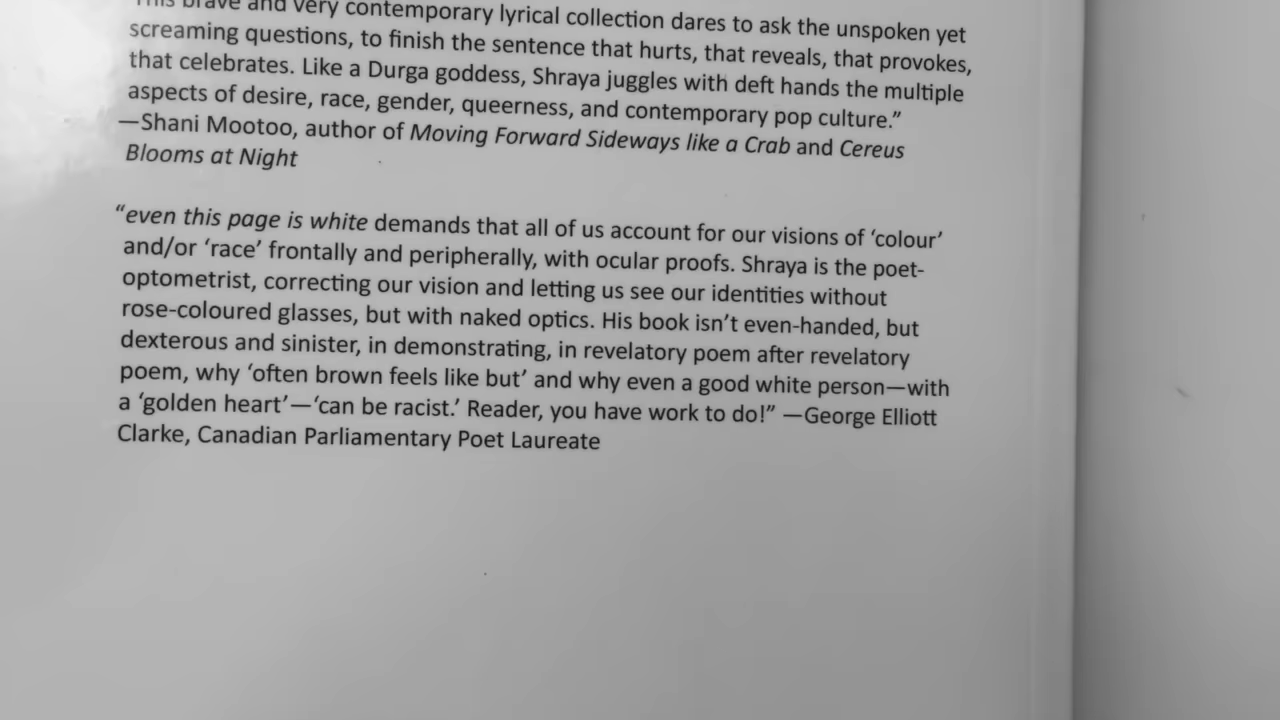 This brave and very contemporary lyrical collection dares to ask the unspoken yet
screaming questions, to finish the sentence that hurts, that reveals, that provokes,
that celebrates. Like a Durga goddess, Shraya juggles with deft hands the multiple
aspects of desire, race, gender, queerness, and contemporary pop culture.”
—Shani Mootoo, author of Moving Forward Sideways like a Crab and Cereus
Blooms at Night
“even this page is white demands that all of us account for our visions of ‘colour’
and/or ‘race’ frontally and peripherally, with ocular proofs. Shraya is the poet-
optometrist, correcting our vision and letting us see our identities without
rose-coloured glasses, but with naked optics. His book isn’t even-handed, but
dexterous and sinister, in demonstrating, in revelatory poem after revelatory
poem, why ‘often brown feels like but’ and why even a good white person—with
a ‘golden heart’—‘can be racist.’ Reader, you have work to do!” —George Elliott
Clarke, Canadian Parliamentary Poet Laureate